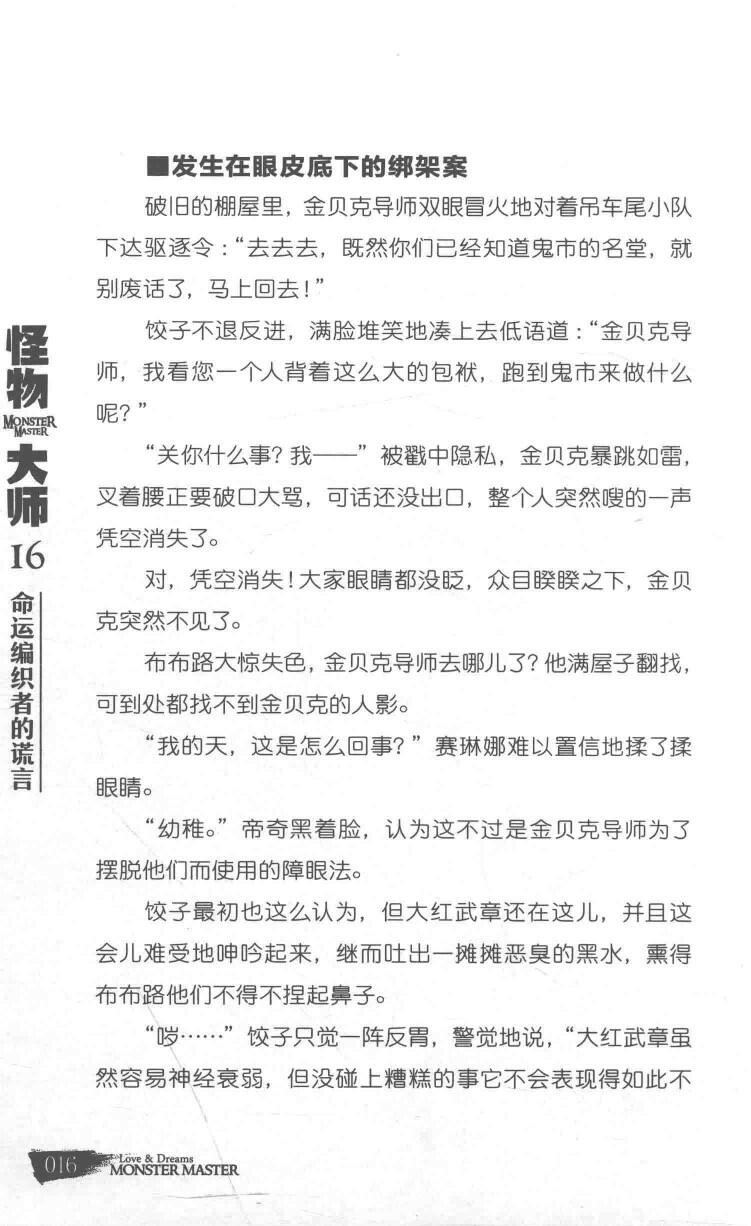 ■发生在眼皮底下的绑架案
破旧的棚屋里，金贝克导师双眼冒火地对着吊车尾小队
下达驱逐令：“去去去，既然你们已经知道鬼市的名堂，就
别废话了，马上回去！”
饺子不退反进，满脸堆笑地凑上去低语道：“金贝克导
师，我看您一个人背着这么大的包袱，跑到鬼市来做什么
呢？”
“关你什么事？我——”被戳中隐私，金贝克暴跳如雷，
叉着腰正要破口大骂，可话还没出口，整个人突然嗖的一声
凭空消失了。
对，凭空消失！大家眼睛都没眨，众目睽睽之下，金贝
克突然不见了。
布布路大惊失色，金贝克导师去哪儿了？他满屋子翻找，
可到处都找不到金贝克的人影。
“我的天，这是怎么回事？”赛琳娜难以置信地揉了揉
眼睛。
“幼稚。”帝奇黑着脸，认为这不过是金贝克导师为了
摆脱他们而使用的障眼法。
饺子最初也这么认为，但大红武章还在这儿，并且这
会儿难受地呻吟起来，继而吐出一摊摊恶臭的黑水，熏得
布布路他们不得不捏起鼻子。
“哕……”饺子只觉一阵反胃，警觉地说，“大红武章虽
然容易神经衰弱，但没碰上糟糕的事它不会表现得如此不
怪物
MONSTER
MASTER
大师
16
命运编织者的谎言
016
Love & Dreams
MONSTER MASTER